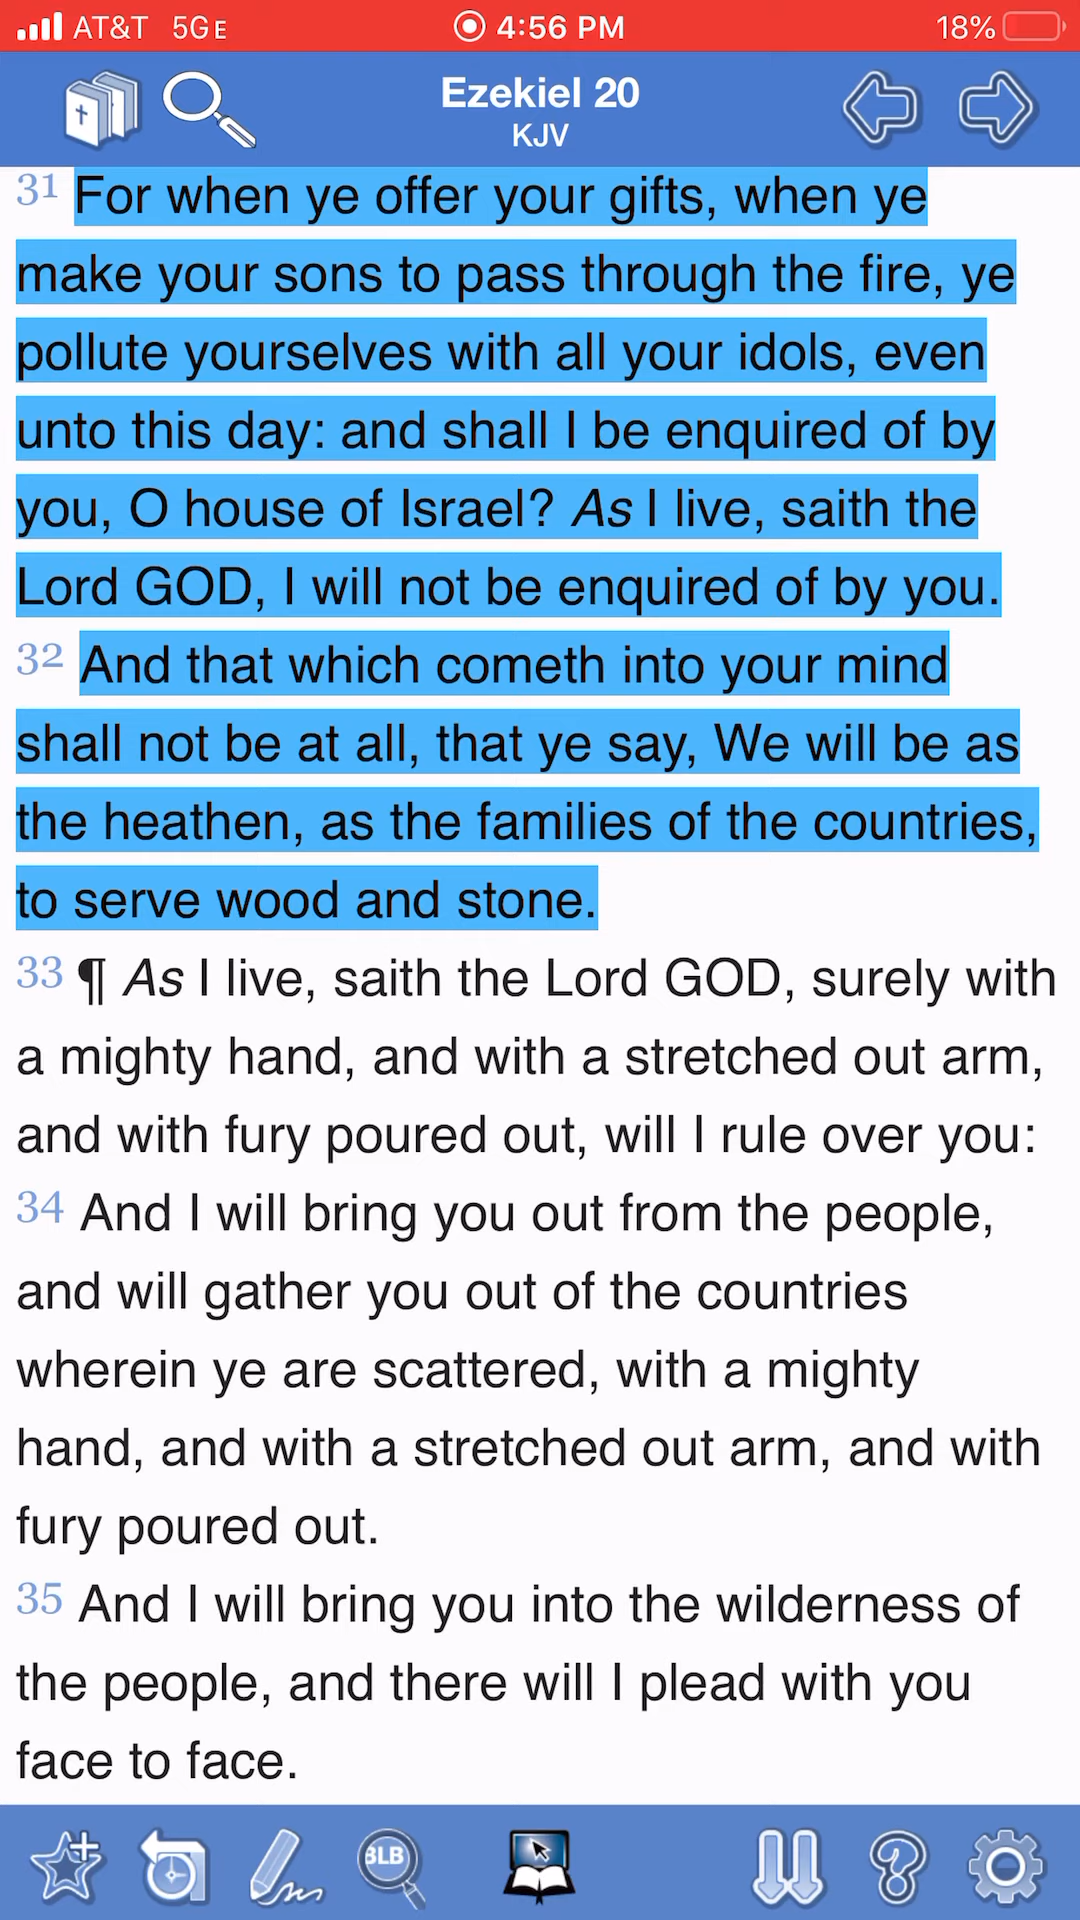 AT&T 5GE 4:56 PM 18%
Ezekiel 20
KJV
31 For when ye offer your gifts, when ye
make your sons to pass through the fire, ye
pollute yourselves with all your idols, even
unto this day: and shall I be enquired of by
you, O house of Israel? As I live, saith the
Lord GOD, I will not be enquired of by you.
32 And that which cometh into your mind
shall not be at all, that ye say, We will be as
the heathen, as the families of the countries,
to serve wood and stone.
33 ¶ As I live, saith the Lord GOD, surely with
a mighty hand, and with a stretched out arm,
and with fury poured out, will I rule over you:
34 And I will bring you out from the people,
and will gather you out of the countries
wherein ye are scattered, with a mighty
hand, and with a stretched out arm, and with
fury poured out.
35 And I will bring you into the wilderness of
the people, and there will I plead with you
face to face.
BLB